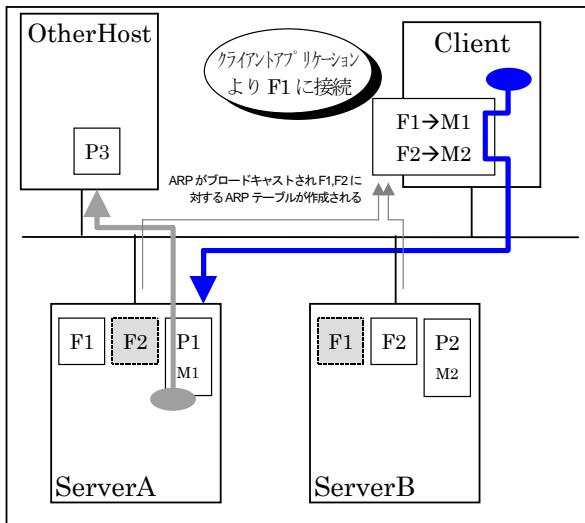 OtherHost
クライアントアプリケーション
より F1 に接続
Client
P3
F1→M1
F2→M2
ARP がブロードキャストされ F1,F2 に
対する ARP テーブルが作成される
F1
F2
P1
M1
F1
F2
P2
M2
ServerA
ServerB